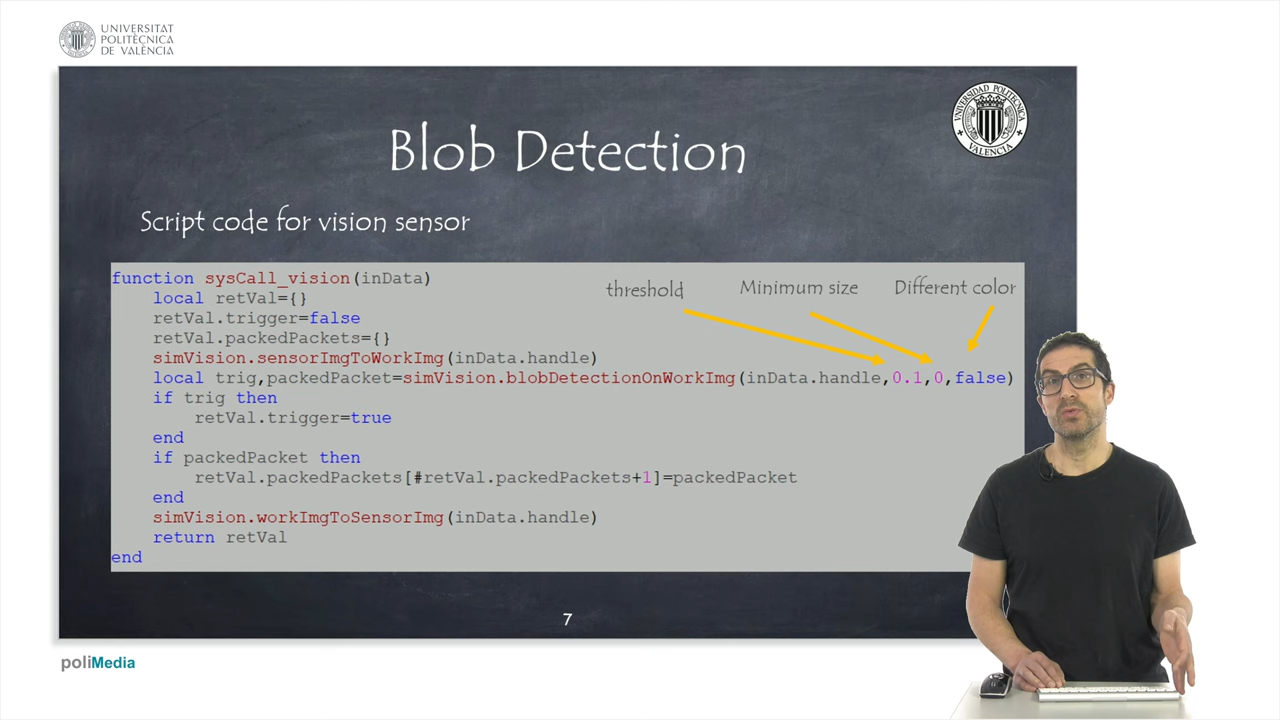 UNIVERSITAT
POLITÈCNICA
DE VALÈNCIA
UNIVERSIDAD POLITECNICA
VALENCIA
Blob Detection
Script code for vision sensor
threshold
Minimum size
Different color
function sysCall_vision(inData)
    local retVal={}
    retVal.trigger=false
    retVal.packedPackets={}
    simVision.sensorImgToWorkImg(inData.handle)
    local trig,packedPacket=simVision.blobDetectionOnWorkImg(inData.handle,0.1,0,false)
    if trig then
        retVal.trigger=true
    end
    if packedPacket then
        retVal.packedPackets[#retVal.packedPackets+1]=packedPacket
    end
    simVision.workImgToSensorImg(inData.handle)
    return retVal
end
7
poliMedia